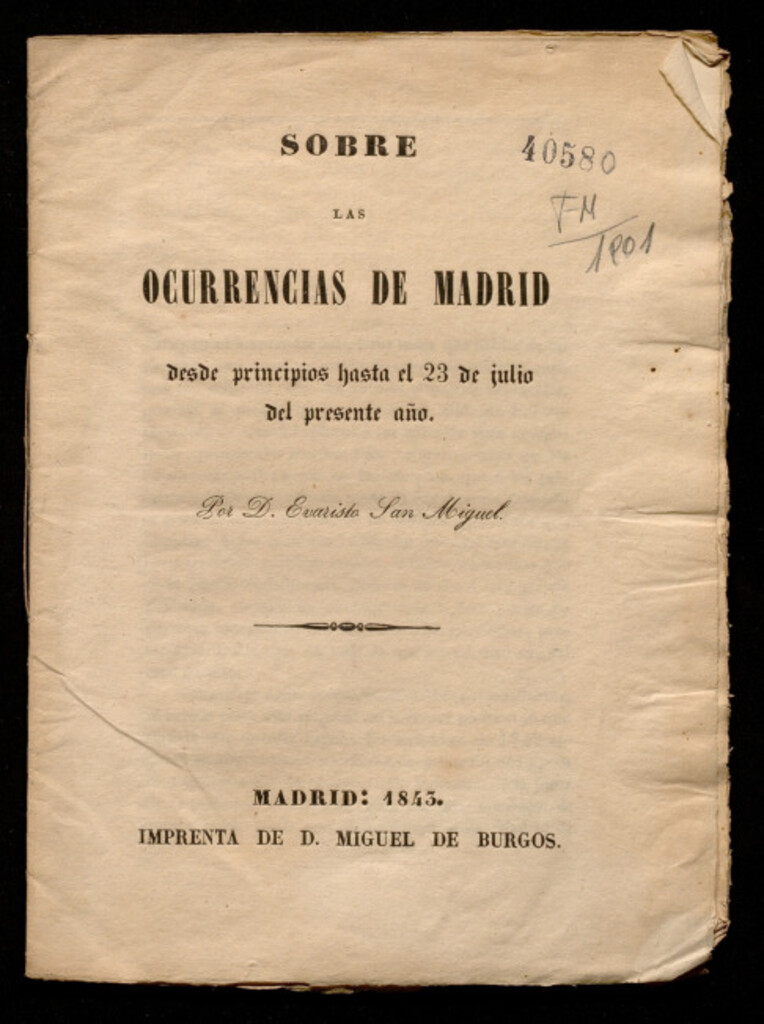 SOBRE
40580
LAS
F-M
1901
OCURRENCIAS DE MADRID
desde principios hasta el 23 de julio
del presente año.
Por D. Evaristo San Miguel.
MADRID: 1843.
IMPRENTA DE D. MIGUEL DE BURGOS.